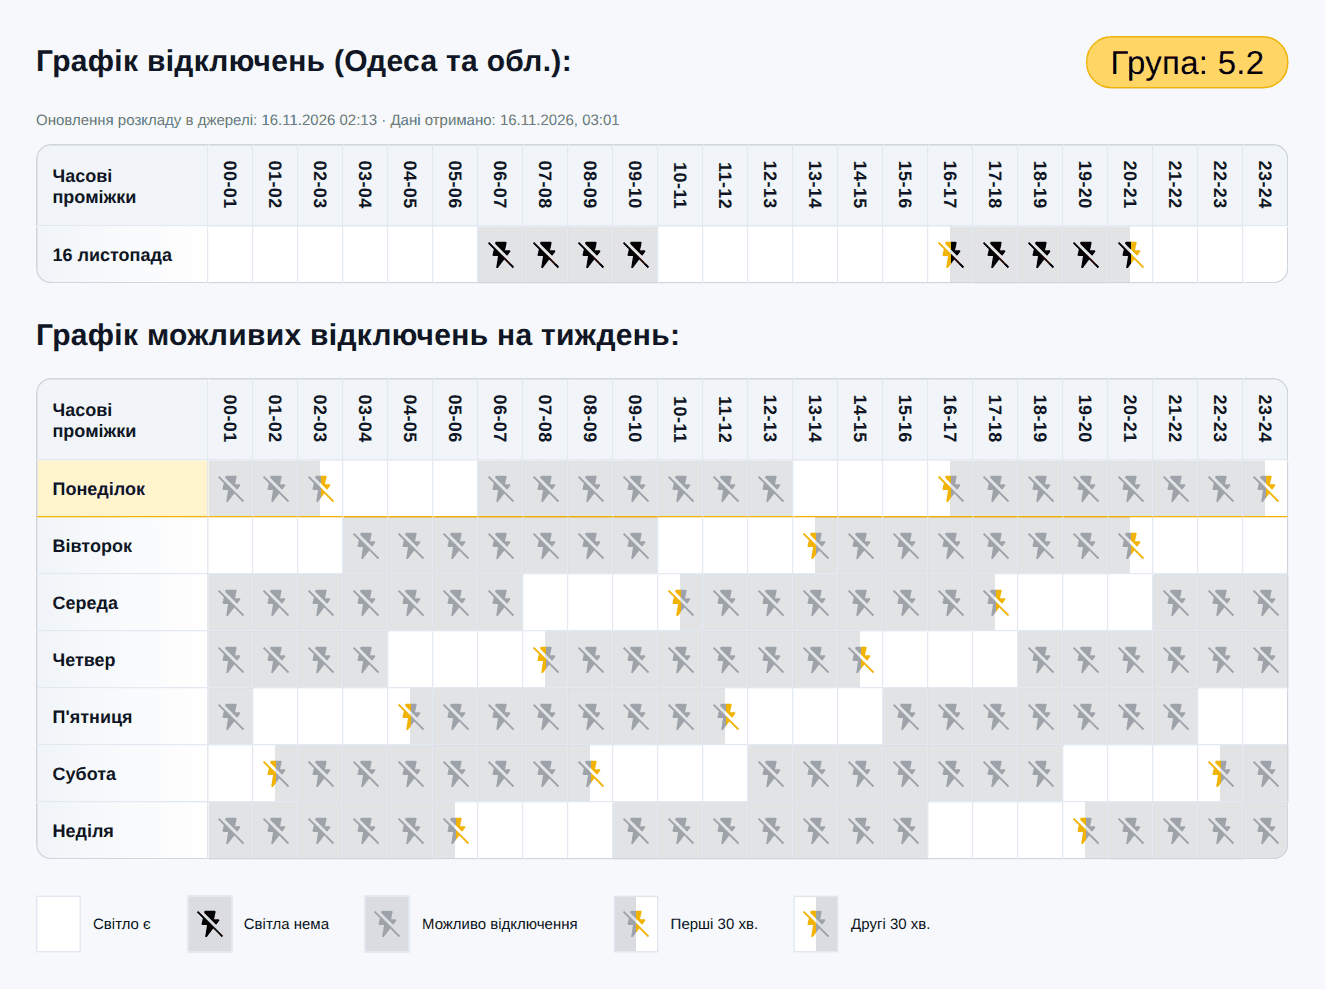 Графік відключень (Одеса та обл.):
Група: 5.2
Оновлення розкладу в джерелі: 16.11.2026 02:13 · Дані отримано: 16.11.2026, 03:01
Часові
проміжки
00-01 01-02 02-03 03-04 04-05 05-06 06-07 07-08 08-09 09-10 10-11 11-12 12-13 13-14 14-15 15-16 16-17 17-18 18-19 19-20 20-21 21-22 22-23 23-24
16 листопада
Графік можливих відключень на тиждень:
Часові
проміжки
00-01 01-02 02-03 03-04 04-05 05-06 06-07 07-08 08-09 09-10 10-11 11-12 12-13 13-14 14-15 15-16 16-17 17-18 18-19 19-20 20-21 21-22 22-23 23-24
Понеділок
Вівторок
Середа
Четвер
П'ятниця
Субота
Неділя
Світло є
Світла нема
Можливо відключення
Перші 30 хв.
Другі 30 хв.